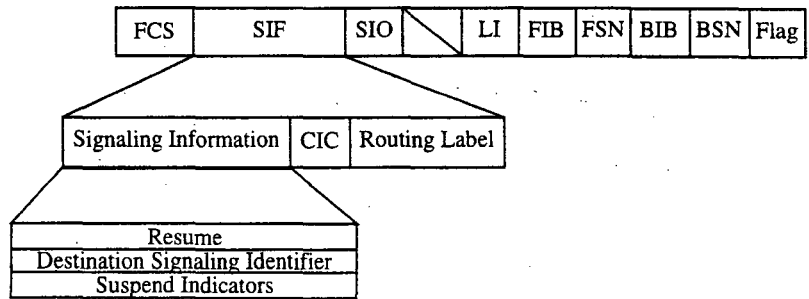 FCS SIF SIO LI FIB FSN BIB BSN Flag
Signaling Information CIC Routing Label
Resume
Destination Signaling Identifier
Suspend Indicators